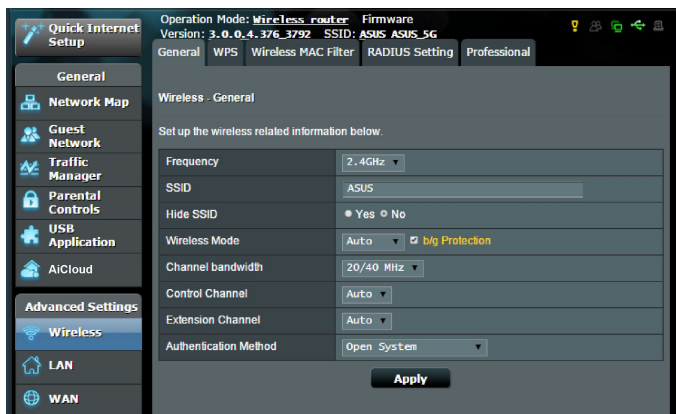 Quick Internet
Setup
General
Network Map
Guest
Network
Traffic
Manager
Parental
Controls
USB
Application
AiCloud
Advanced Settings
Wireless
LAN
WAN
Operation Mode: Wireless router Firmware
Version: 3.0.0.4.376_3792 SSID: ASUS ASUS_5G
General WPS Wireless MAC Filter RADIUS Setting Professional
Wireless - General
Set up the wireless related information below.
Frequency 2.4GHz
SSID ASUS
Hide SSID Yes No
Wireless Mode Auto b/g Protection
Channel bandwidth 20/40 MHz
Control Channel Auto
Extension Channel Auto
Authentication Method Open System
Apply